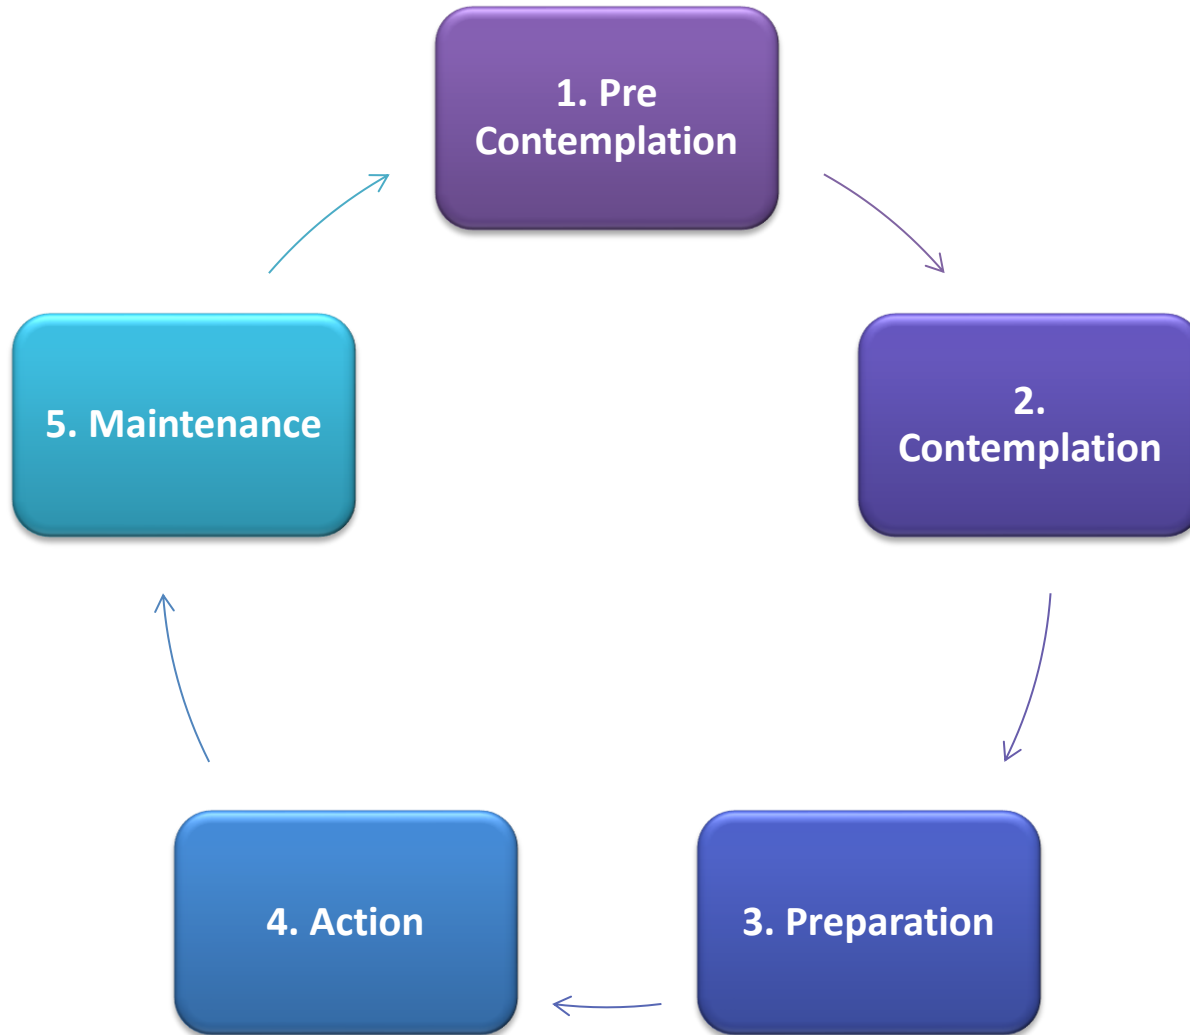 1. Pre
Contemplation
2.
Contemplation
3. Preparation
4. Action
5. Maintenance